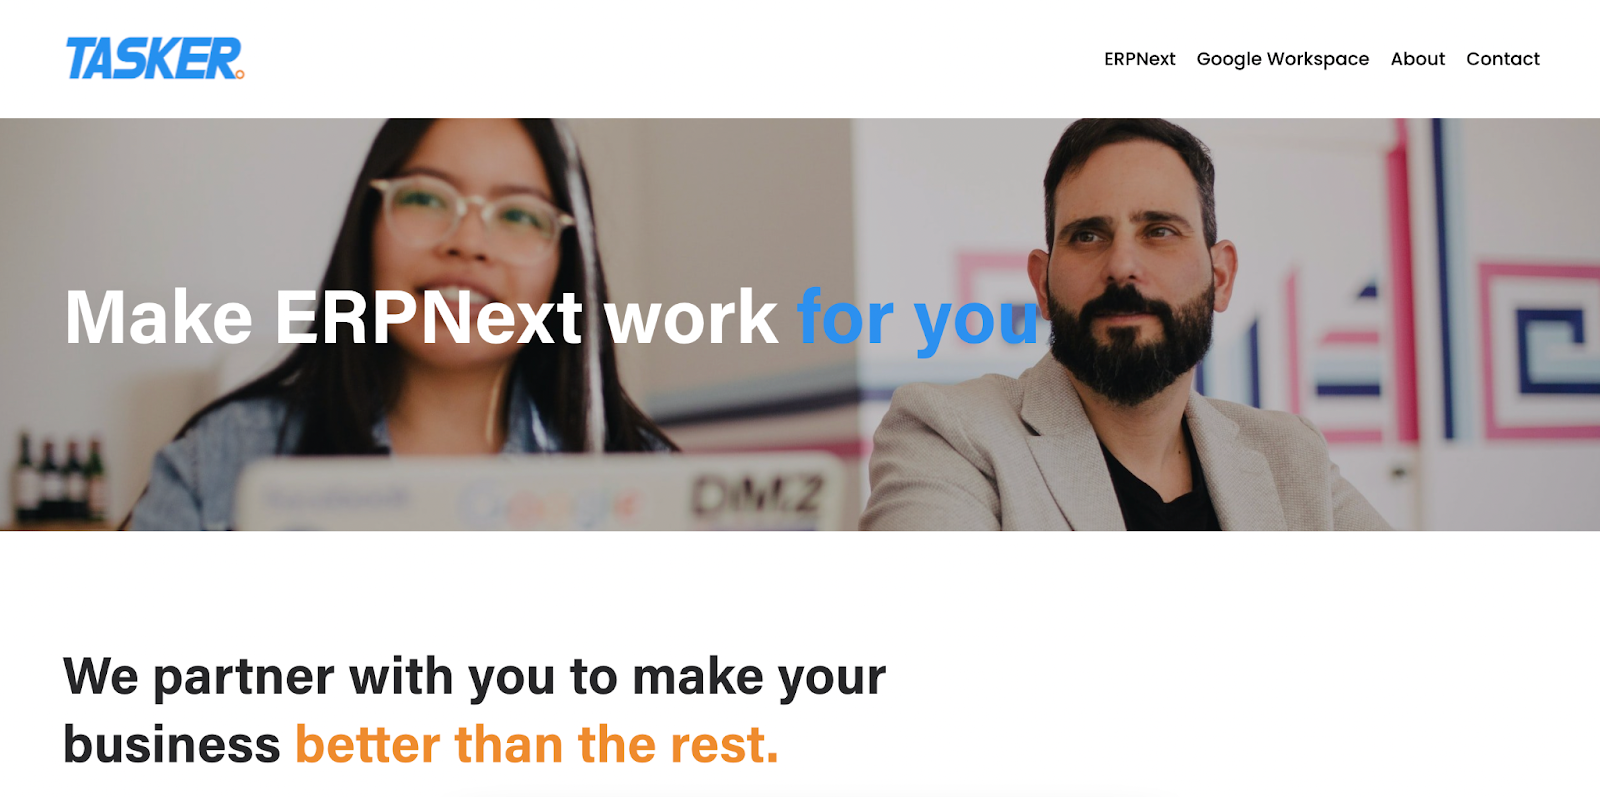 TASKER
ERPNext Google Workspace About Contact
Make ERPNext work for you
Google
DMZ
We partner with you to make your
business better than the rest.